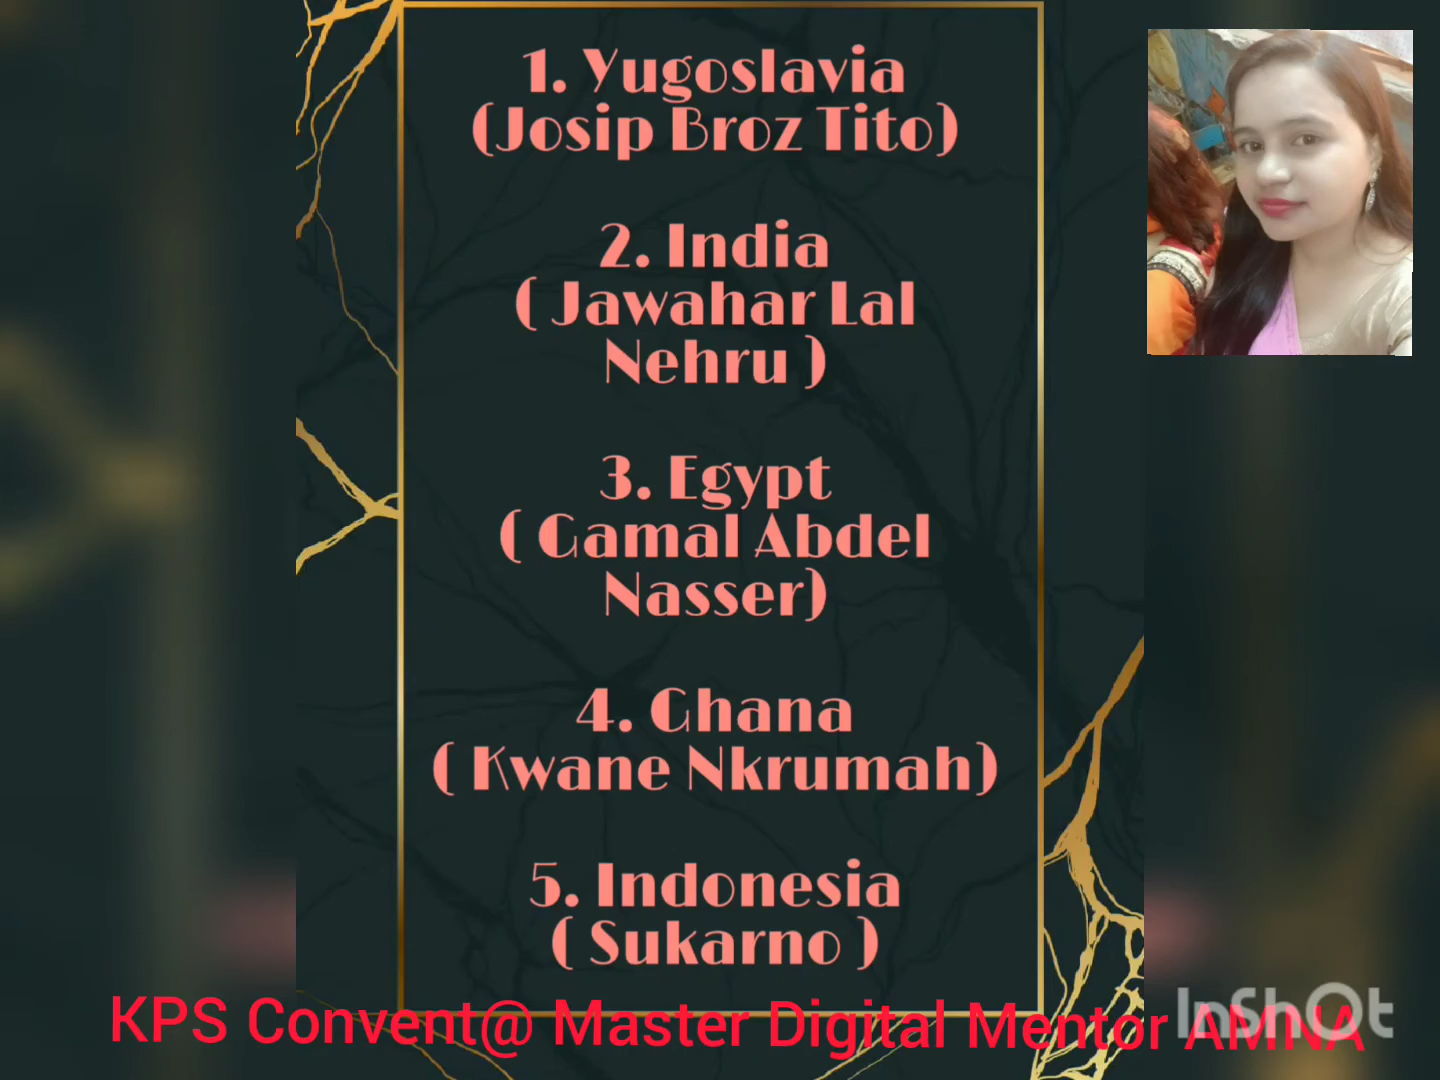 1. Yugoslavia
(Josip Broz Tito)
2. India
( Jawahar Lal
Nehru )
3. Egypt
( Gamal Abdel
Nasser)
4. Ghana
( Kwane Nkrumah)
5. Indonesia
( Sukarno )
KPS Convent@ Master Digital Mentor AMNA
InShOt